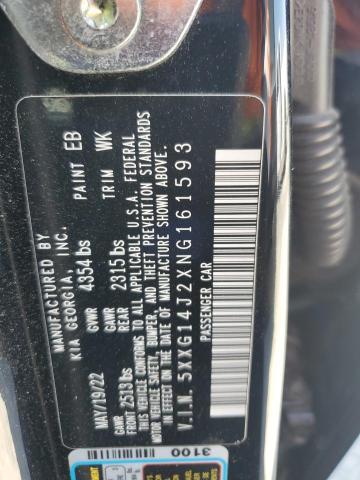 MANUFACTURED BY
KIA GEORGIA, INC.
PAINT EB
GVWR 4354 lbs
TRIM WK
MAY/19/22
GAWR FRONT 2513lbs
GAWR REAR 2315 lbs
THIS VEHICLE CONFORMS TO ALL APPLICABLE U.S.A. FEDERAL
MOTOR VEHICLE SAFETY, BUMPER, AND THEFT PREVENTION STANDARDS
IN EFFECT ON THE DATE OF MANUFACTURE SHOWN ABOVE.
V.I.N. 5XXG14J2XNG161593
PASSENGER CAR
3100